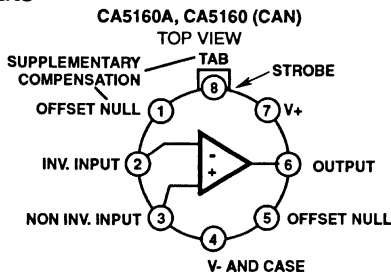 CA5160A, CA5160 (CAN)
TOP VIEW
SUPPLEMENTARY
COMPENSATION
TAB
STROBE
8
OFFSET NULL
1
7
V+
INV. INPUT
2
-
+
6
OUTPUT
NON INV. INPUT
3
5
OFFSET NULL
4
V- AND CASE